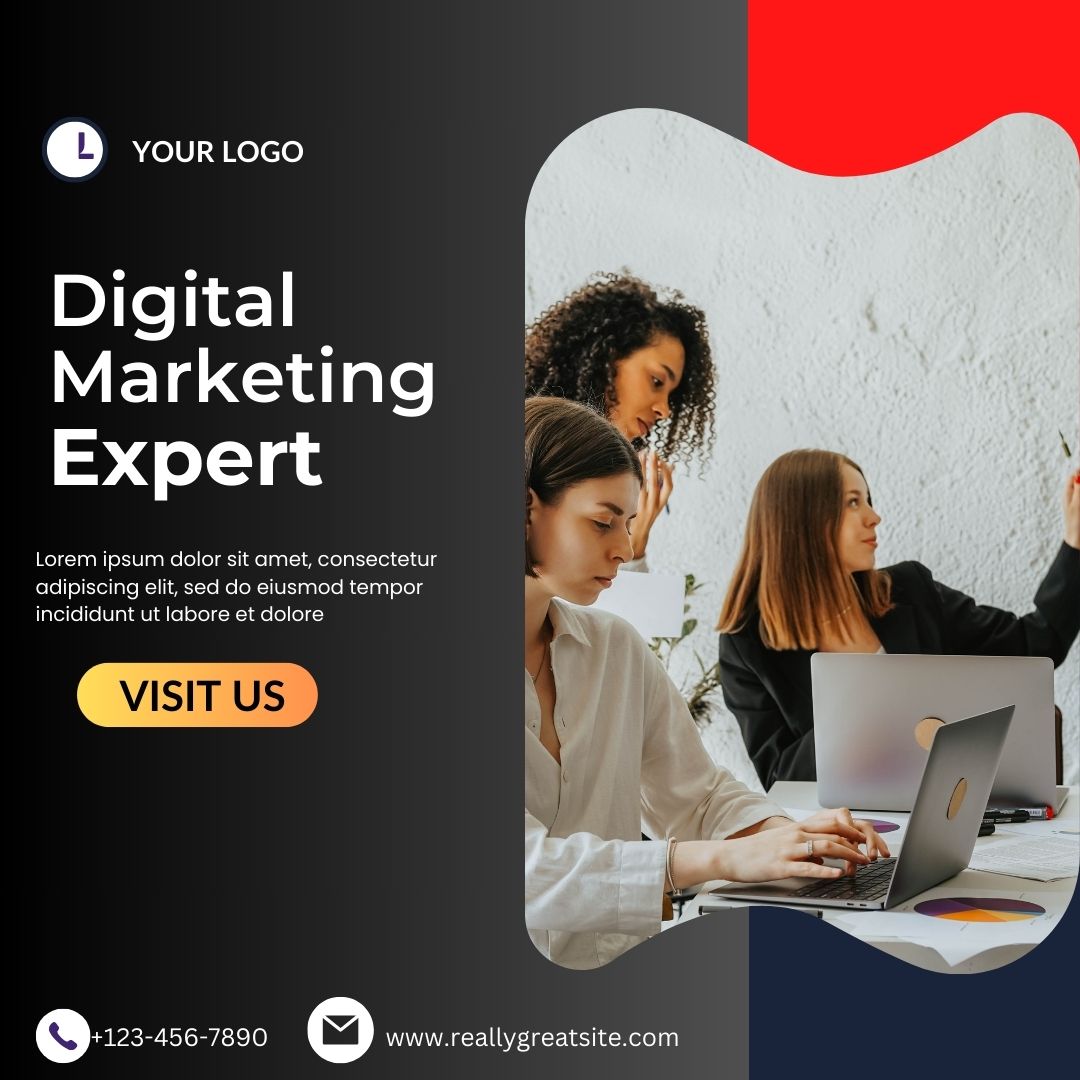 YOUR LOGO
Digital
Marketing
Expert
Lorem ipsum dolor sit amet, consectetur
adipiscing elit, sed do eiusmod tempor
incididunt ut labore et dolore
VISIT US
+123-456-7890
www.reallygreatsite.com